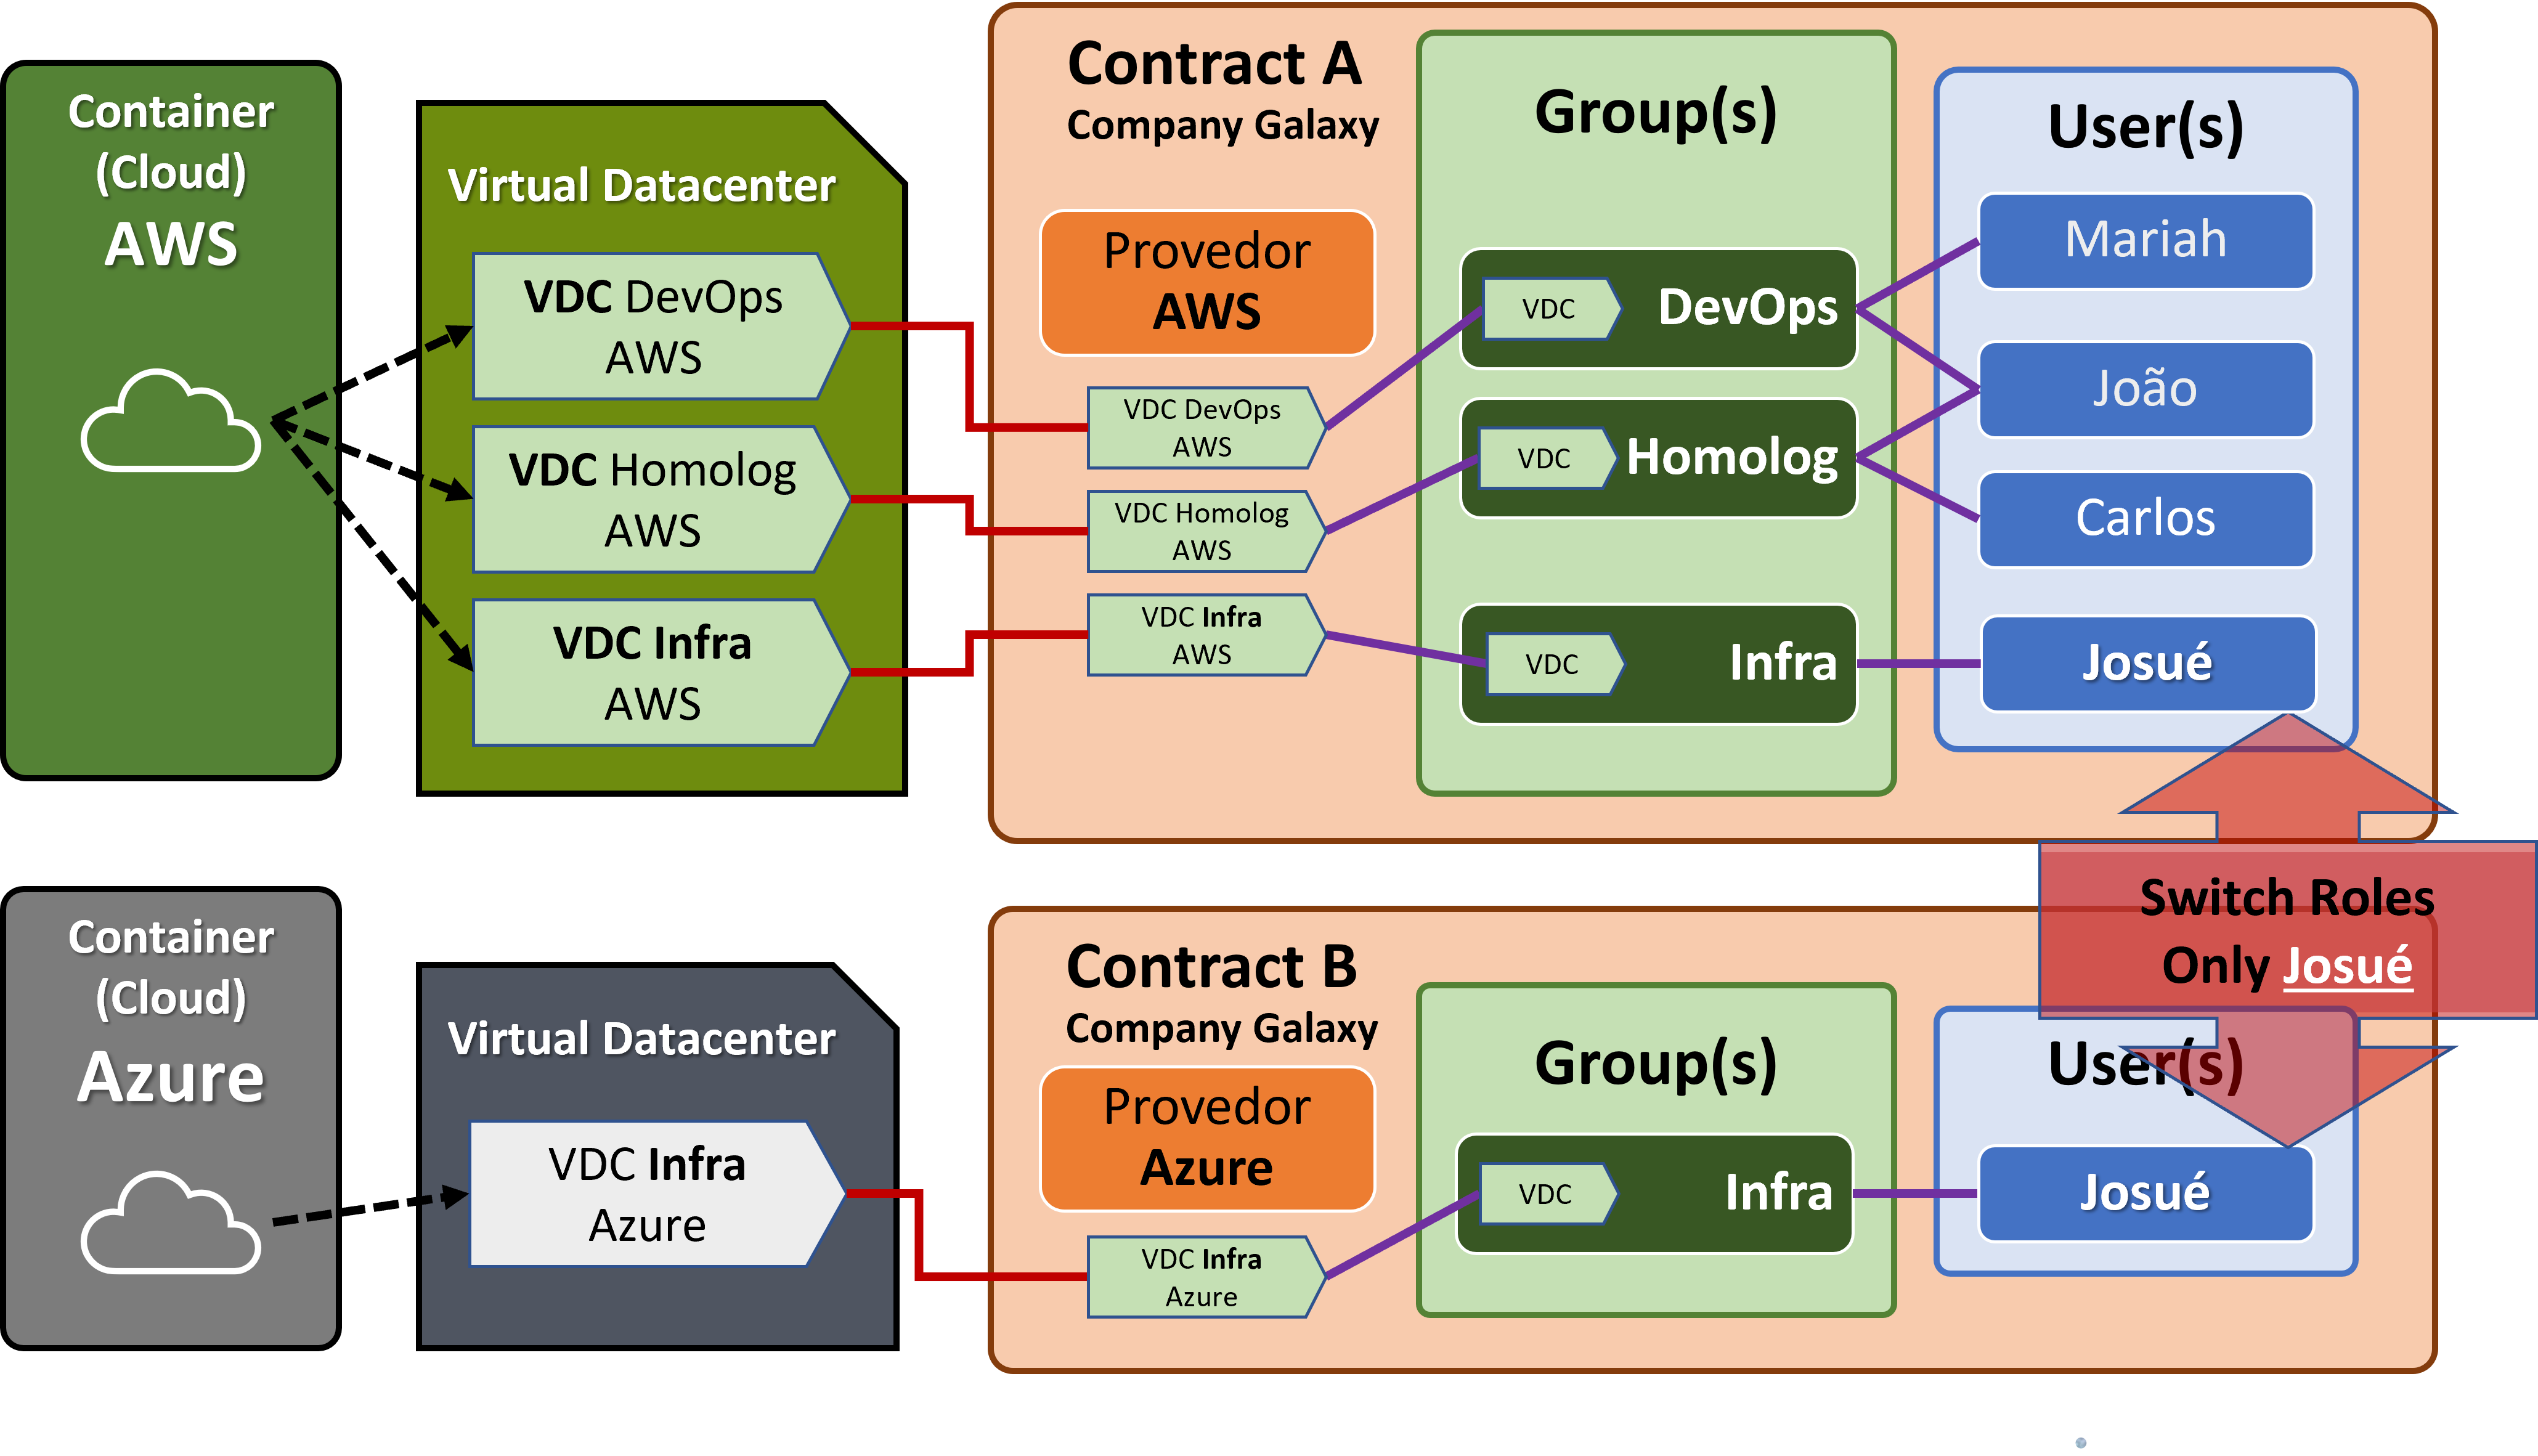 Container
(Cloud)
AWS
Virtual Datacenter
VDC DevOps
AWS
VDC Homolog
AWS
VDC Infra
AWS
Contract A
Company Galaxy
Provedor
AWS
VDC DevOps
AWS
VDC Homolog
AWS
VDC Infra
AWS
Group(s)
VDC DevOps
VDC Homolog
VDC Infra
User(s)
Mariah
João
Carlos
Josué
Switch Roles
Only Josué
Container
(Cloud)
Azure
Virtual Datacenter
VDC Infra
Azure
Contract B
Company Galaxy
Provedor
Azure
VDC Infra
Azure
Group(s)
VDC Infra
User(s)
Josué